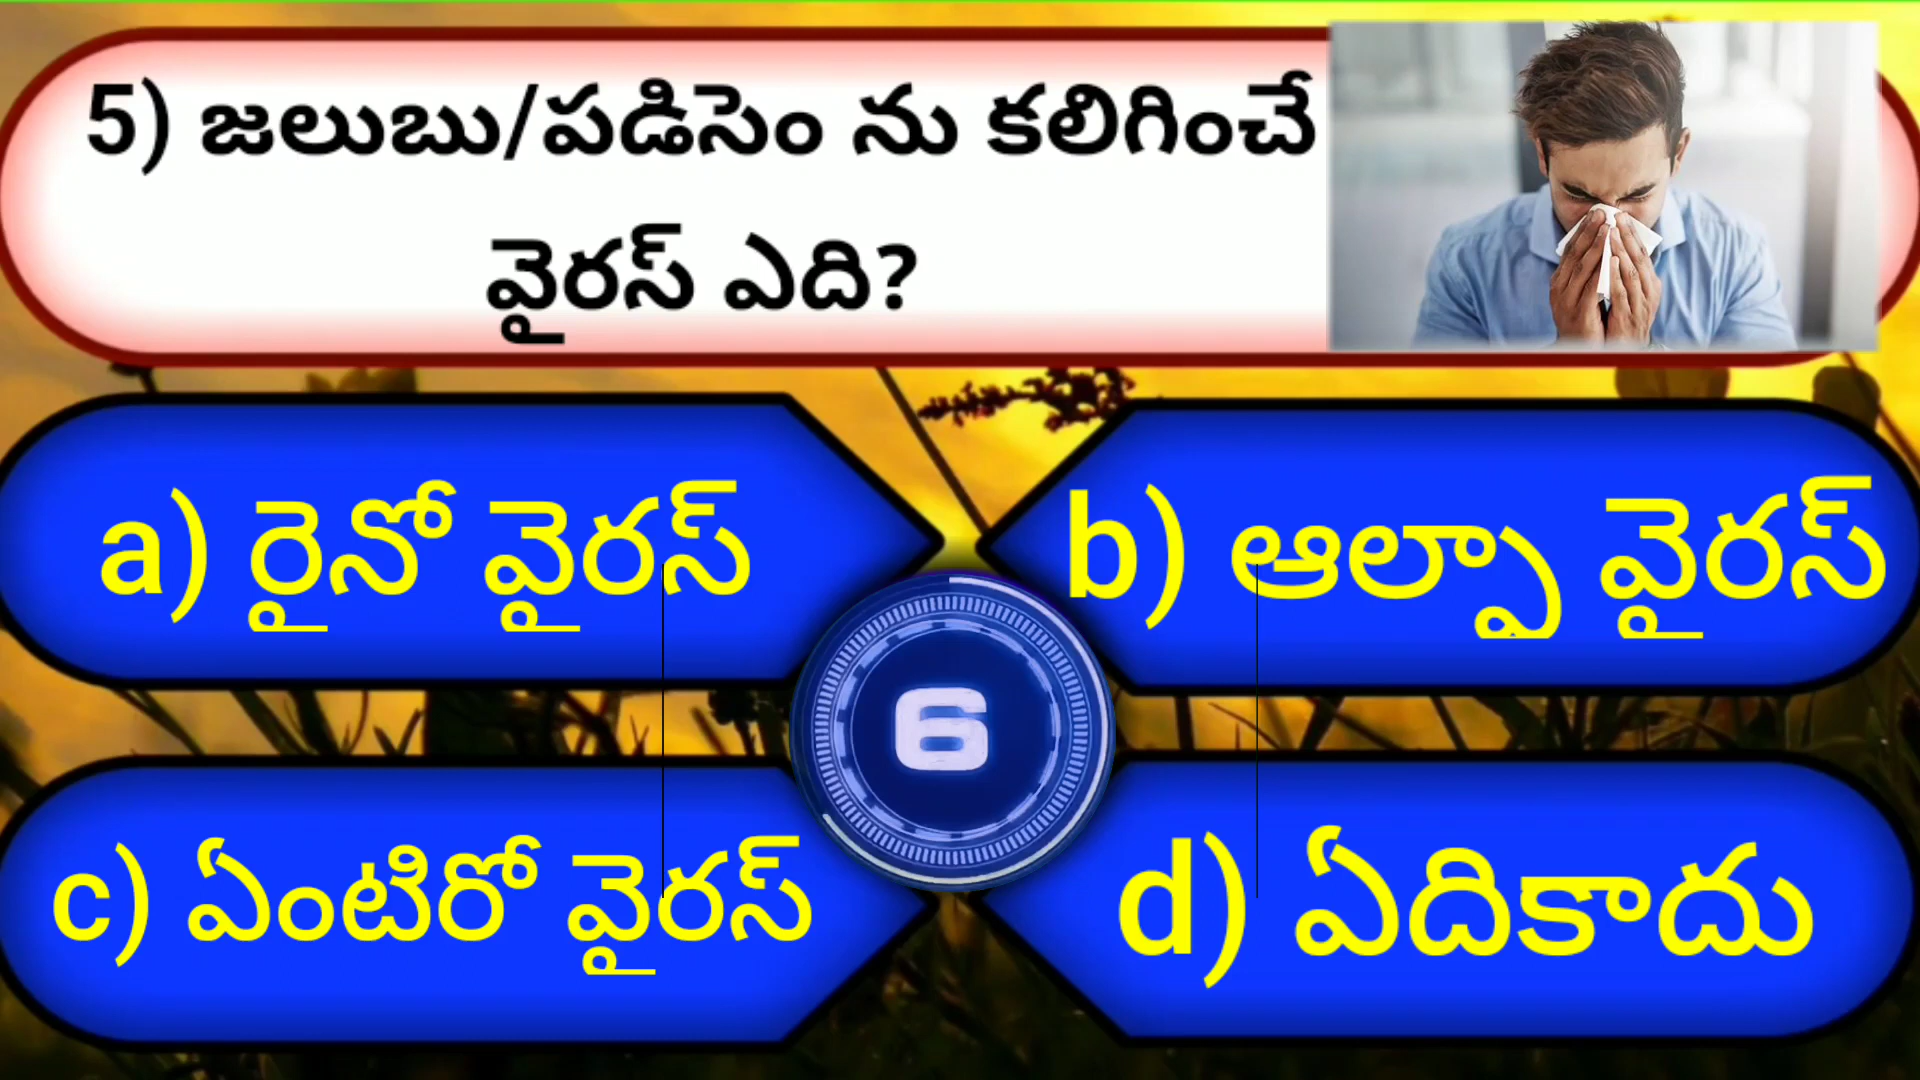 5) జలుబు/పడిసెం ను కలిగించే
వైరస్ ఎది?
a) రైనో వైరస్
b) ఆల్ఫా వైరస్
6
c) ఏంటిరో వైరస్
d) ఏదికాదు